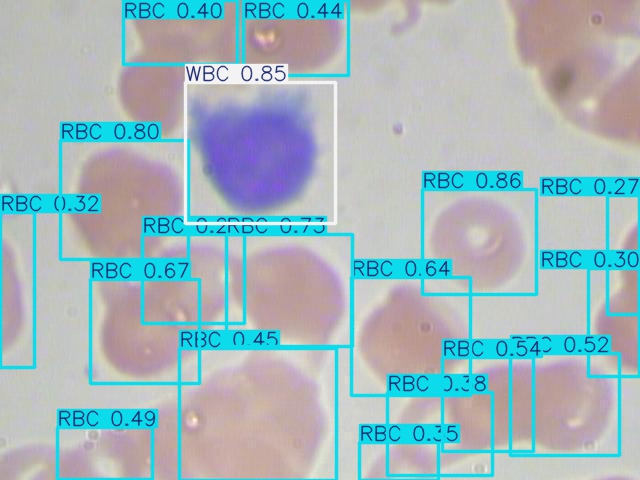 RBC 0.40
RBC 0.44
WBC 0.85
RBC 0.80
RBC 0.86
RBC 0.27
RBC 0.32
RBC 0.73
RBC 0.30
RBC 0.67
RBC 0.64
RBC 0.45
RBC 0.54
0.52
RBC 0.38
RBC 0.49
RBC 0.35